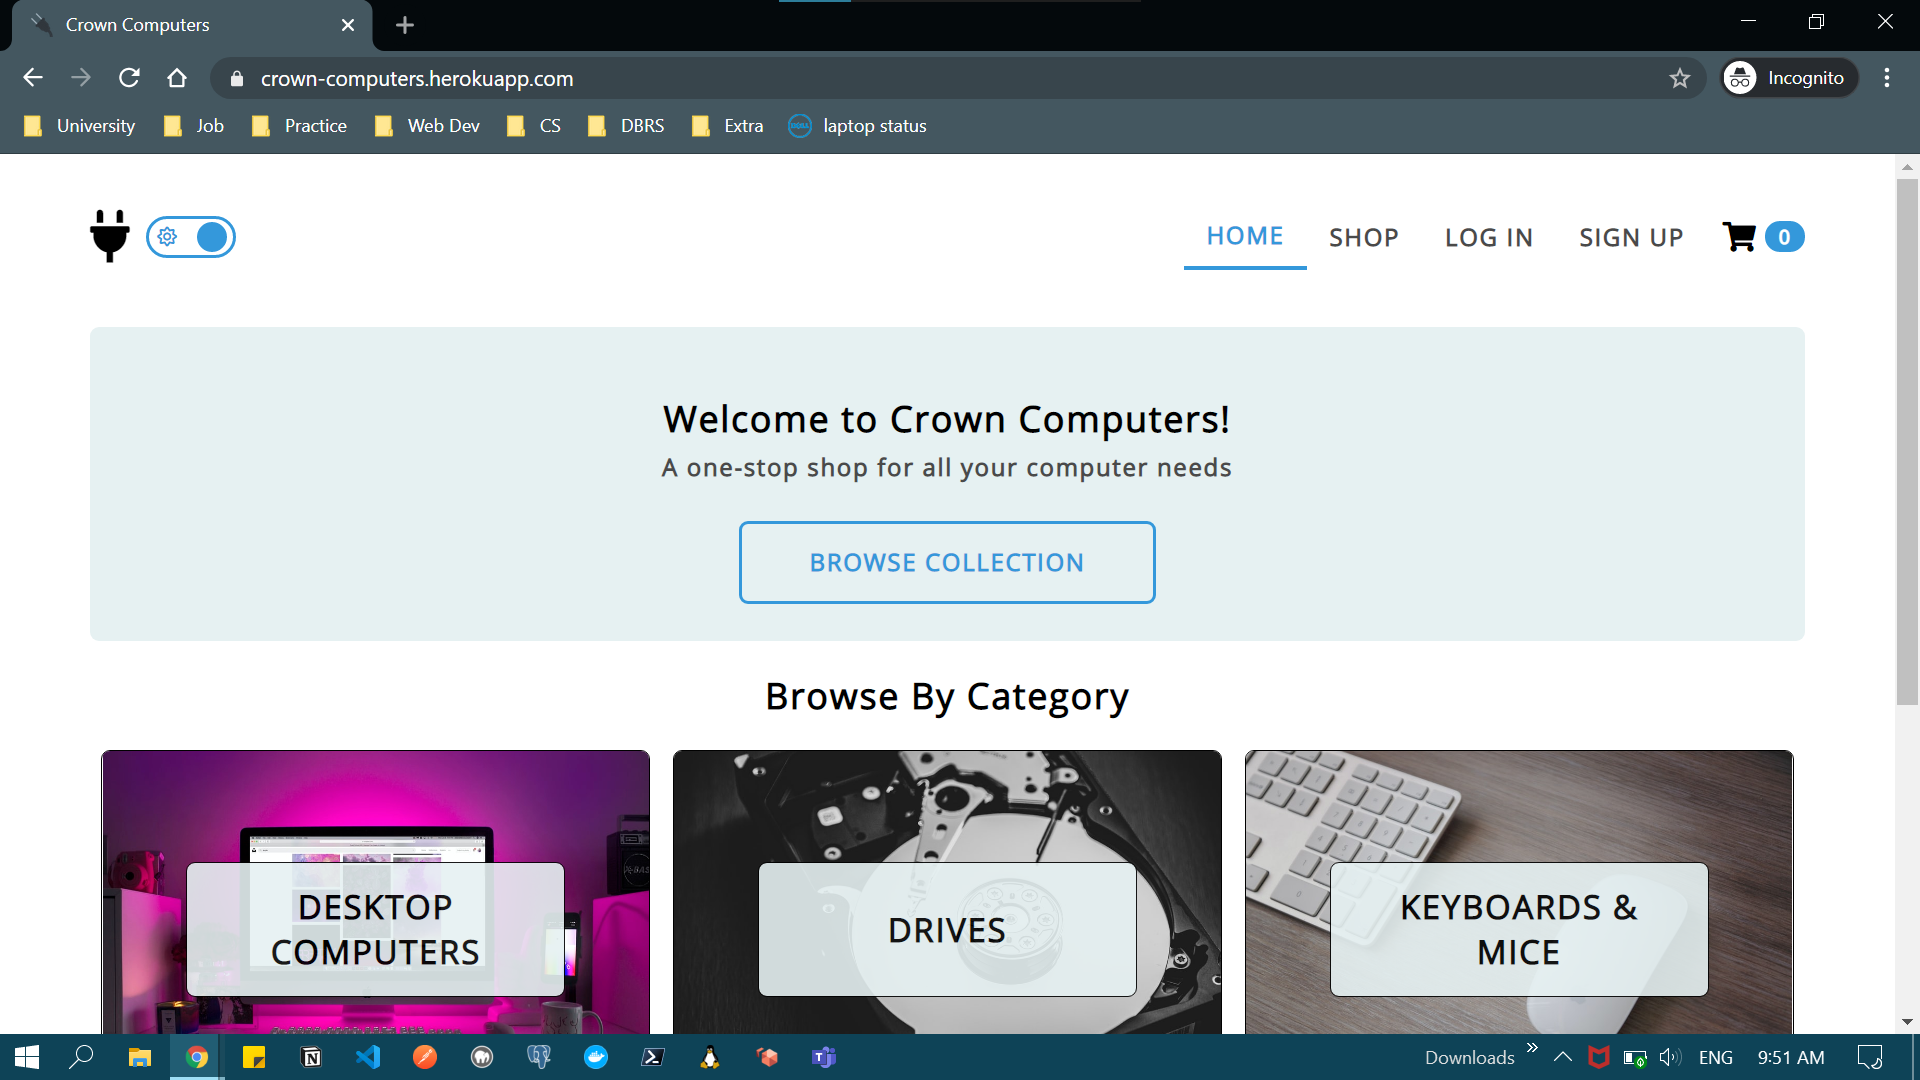 Crown Computers
crown-computers.herokuapp.com
Incognito
University Job Practice Web Dev CS DBRS Extra laptop status
HOME SHOP LOG IN SIGN UP 0
Welcome to Crown Computers!
A one-stop shop for all your computer needs
BROWSE COLLECTION
Browse By Category
DESKTOP
COMPUTERS
DRIVES
KEYBOARDS &
MICE
Downloads
ENG
9:51 AM